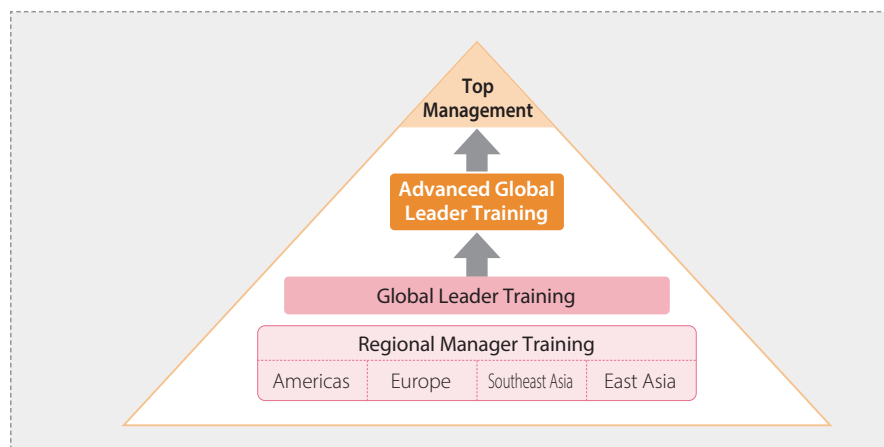 Top
Management
Advanced Global
Leader Training
Global Leader Training
Regional Manager Training
Americas
Europe
Southeast Asia
East Asia